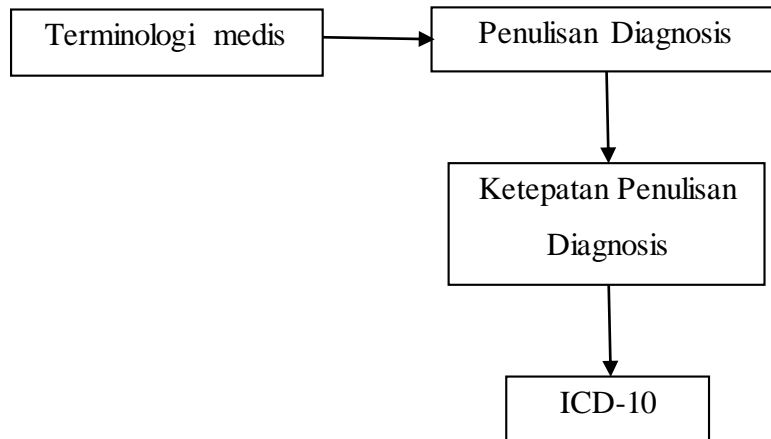 Terminologi medis
Penulisan Diagnosis
Ketepatan Penulisan
Diagnosis
ICD-10